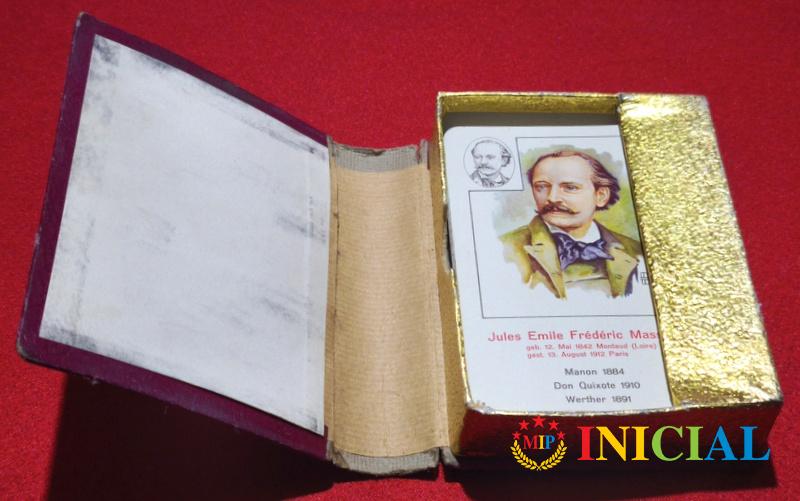 Jules Emile Frédéric Mass
geb. 12. Mai 1842 Montaud (Loire)
gest. 13. August 1912 Paris
Manon 1884
Don Quixote 1910
Werther 1891
MIP INICIAL